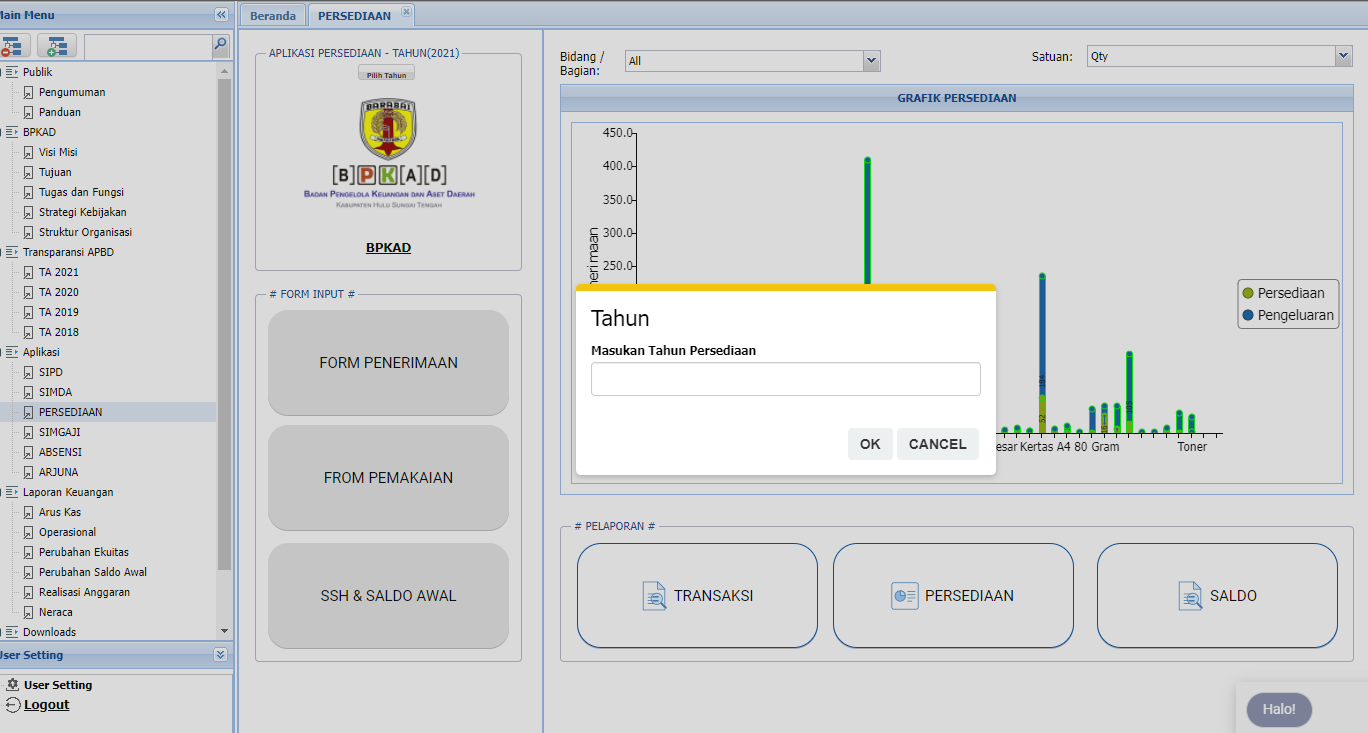 Main Menu
Publik
Pengumuman
Panduan
BPKAD
Visi Misi
Tujuan
Tugas dan Fungsi
Strategi Kebijakan
Struktur Organisasi
Transparansi APBD
TA 2021
TA 2020
TA 2019
TA 2018
Aplikasi
SIPD
SIMDA
PERSEDIAAN
SIMGAJI
ABSENSI
ARJUNA
Laporan Keuangan
Arus Kas
Operasional
Perubahan Ekuitas
Perubahan Saldo Awal
Realisasi Anggaran
Neraca
Downloads
User Setting
User Setting
Logout
Beranda
PERSEDIAAN
APLIKASI PERSEDIAAN - TAHUN(2021)
Pilih Tahun
BARABAI
[B][P][K][A][D]
BADAN PENGELOLA KEUANGAN DAN ASET DAERAH
KABUPATEN HULU SUNGAI TENGAH
BPKAD
# FORM INPUT #
FORM PENERIMAAN
FROM PEMAKAIAN
SSH & SALDO AWAL
Bidang /
Bagian:
All
Satuan:
Qty
GRAFIK PERSEDIAAN
450.0
400.0
350.0
300.0
250.0
neri maan
184
52
105
16
esar Kertas A4 80 Gram
Toner
Persediaan
Pengeluaran
Tahun
Masukan Tahun Persediaan
OK
CANCEL
# PELAPORAN #
TRANSAKSI
PERSEDIAAN
SALDO
Halo!